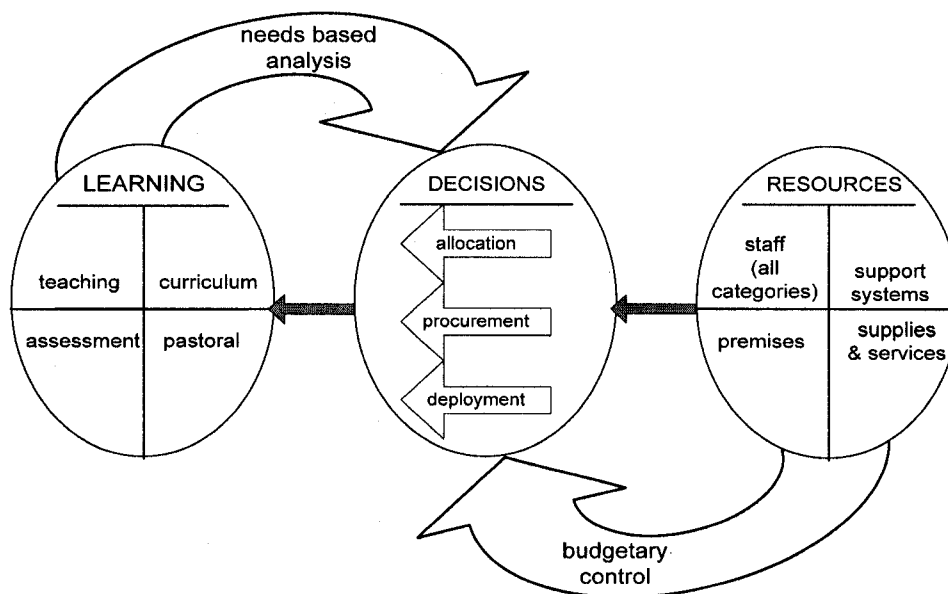 needs based
analysis
LEARNING
teaching
curriculum
assessment
pastoral
DECISIONS
allocation
procurement
deployment
RESOURCES
staff
(all
categories)
support
systems
premises
supplies
& services
budgetary
control